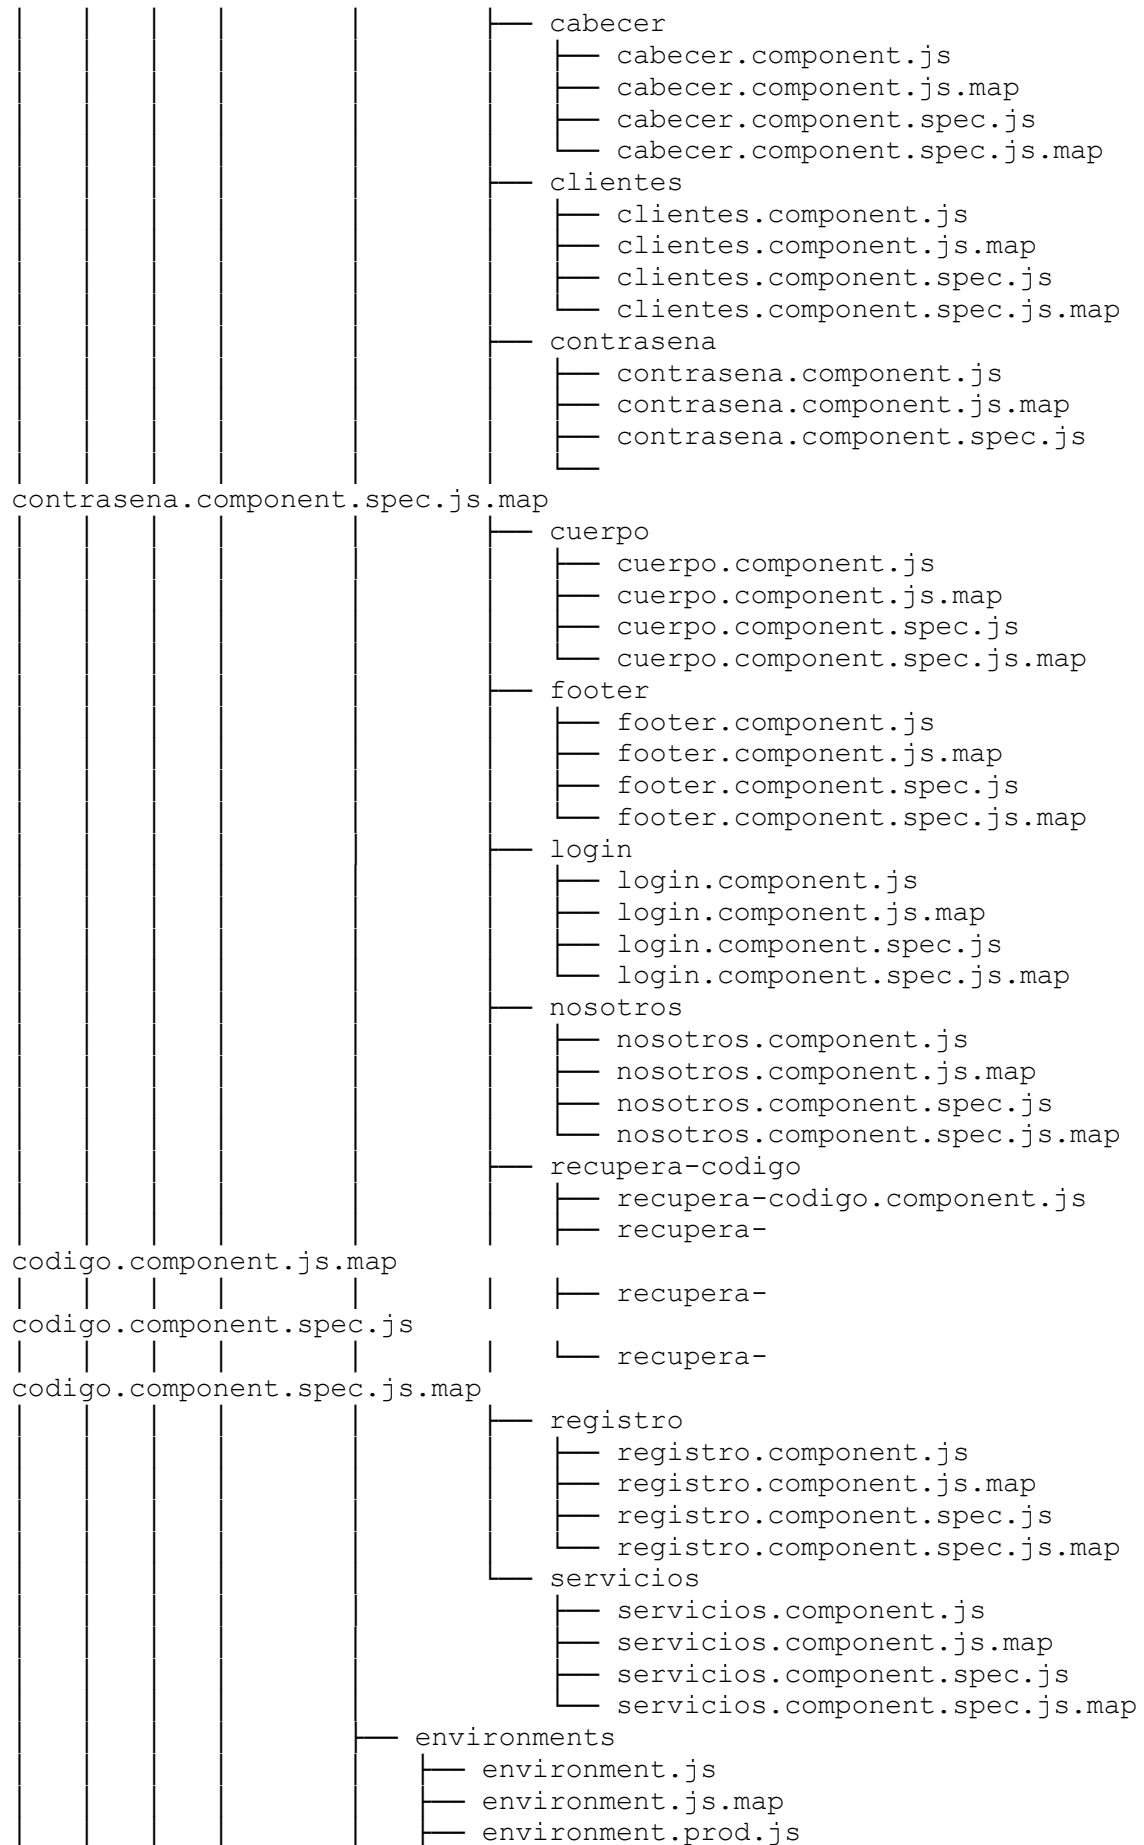 │   │   │   │       │       ├── cabecer
│   │   │   │       │       │   ├── cabecer.component.js
│   │   │   │       │       │   ├── cabecer.component.js.map
│   │   │   │       │       │   ├── cabecer.component.spec.js
│   │   │   │       │       │   └── cabecer.component.spec.js.map
│   │   │   │       │       ├── clientes
│   │   │   │       │       │   ├── clientes.component.js
│   │   │   │       │       │   ├── clientes.component.js.map
│   │   │   │       │       │   ├── clientes.component.spec.js
│   │   │   │       │       │   └── clientes.component.spec.js.map
│   │   │   │       │       ├── contrasena
│   │   │   │       │       │   ├── contrasena.component.js
│   │   │   │       │       │   ├── contrasena.component.js.map
│   │   │   │       │       │   ├── contrasena.component.spec.js
│   │   │   │       │       │   └──
contrasena.component.spec.js.map
│   │   │   │       │       ├── cuerpo
│   │   │   │       │       │   ├── cuerpo.component.js
│   │   │   │       │       │   ├── cuerpo.component.js.map
│   │   │   │       │       │   ├── cuerpo.component.spec.js
│   │   │   │       │       │   └── cuerpo.component.spec.js.map
│   │   │   │       │       ├── footer
│   │   │   │       │       │   ├── footer.component.js
│   │   │   │       │       │   ├── footer.component.js.map
│   │   │   │       │       │   ├── footer.component.spec.js
│   │   │   │       │       │   └── footer.component.spec.js.map
│   │   │   │       │       ├── login
│   │   │   │       │       │   ├── login.component.js
│   │   │   │       │       │   ├── login.component.js.map
│   │   │   │       │       │   ├── login.component.spec.js
│   │   │   │       │       │   └── login.component.spec.js.map
│   │   │   │       │       ├── nosotros
│   │   │   │       │       │   ├── nosotros.component.js
│   │   │   │       │       │   ├── nosotros.component.js.map
│   │   │   │       │       │   ├── nosotros.component.spec.js
│   │   │   │       │       │   └── nosotros.component.spec.js.map
│   │   │   │       │       ├── recupera-codigo
│   │   │   │       │       │   ├── recupera-codigo.component.js
│   │   │   │       │       │   ├── recupera-
codigo.component.js.map
│   │   │   │       │       │   ├── recupera-
codigo.component.spec.js
│   │   │   │       │       │   └── recupera-
codigo.component.spec.js.map
│   │   │   │       │       ├── registro
│   │   │   │       │       │   ├── registro.component.js
│   │   │   │       │       │   ├── registro.component.js.map
│   │   │   │       │       │   ├── registro.component.spec.js
│   │   │   │       │       │   └── registro.component.spec.js.map
│   │   │   │       │       └── servicios
│   │   │   │       │           ├── servicios.component.js
│   │   │   │       │           ├── servicios.component.js.map
│   │   │   │       │           ├── servicios.component.spec.js
│   │   │   │       │           └── servicios.component.spec.js.map
│   │   │   │       ├── environments
│   │   │   │       │   ├── environment.js
│   │   │   │       │   ├── environment.js.map
│   │   │   │       │   ├── environment.prod.js